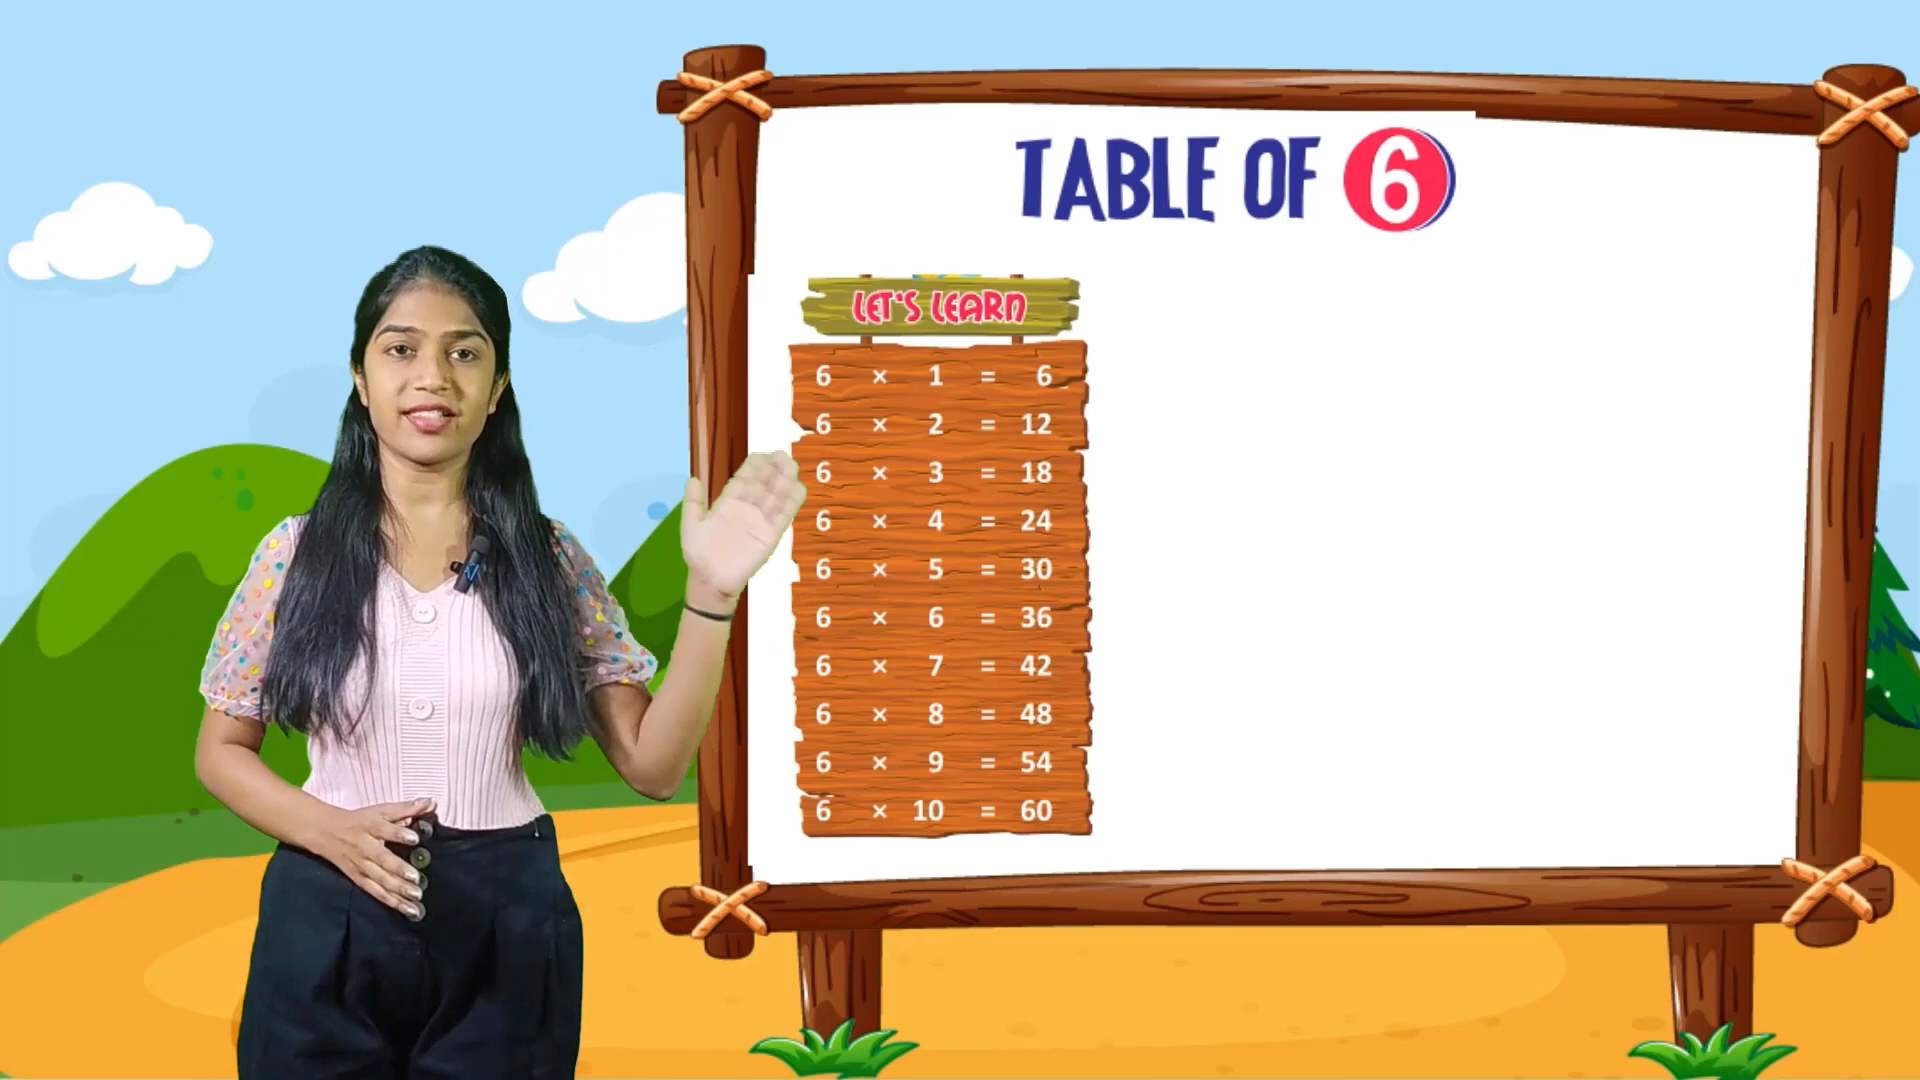 TABLE OF 6
LET'S LEARN
6 × 1 = 6
6 × 2 = 12
6 × 3 = 18
6 × 4 = 24
6 × 5 = 30
6 × 6 = 36
6 × 7 = 42
6 × 8 = 48
6 × 9 = 54
6 × 10 = 60